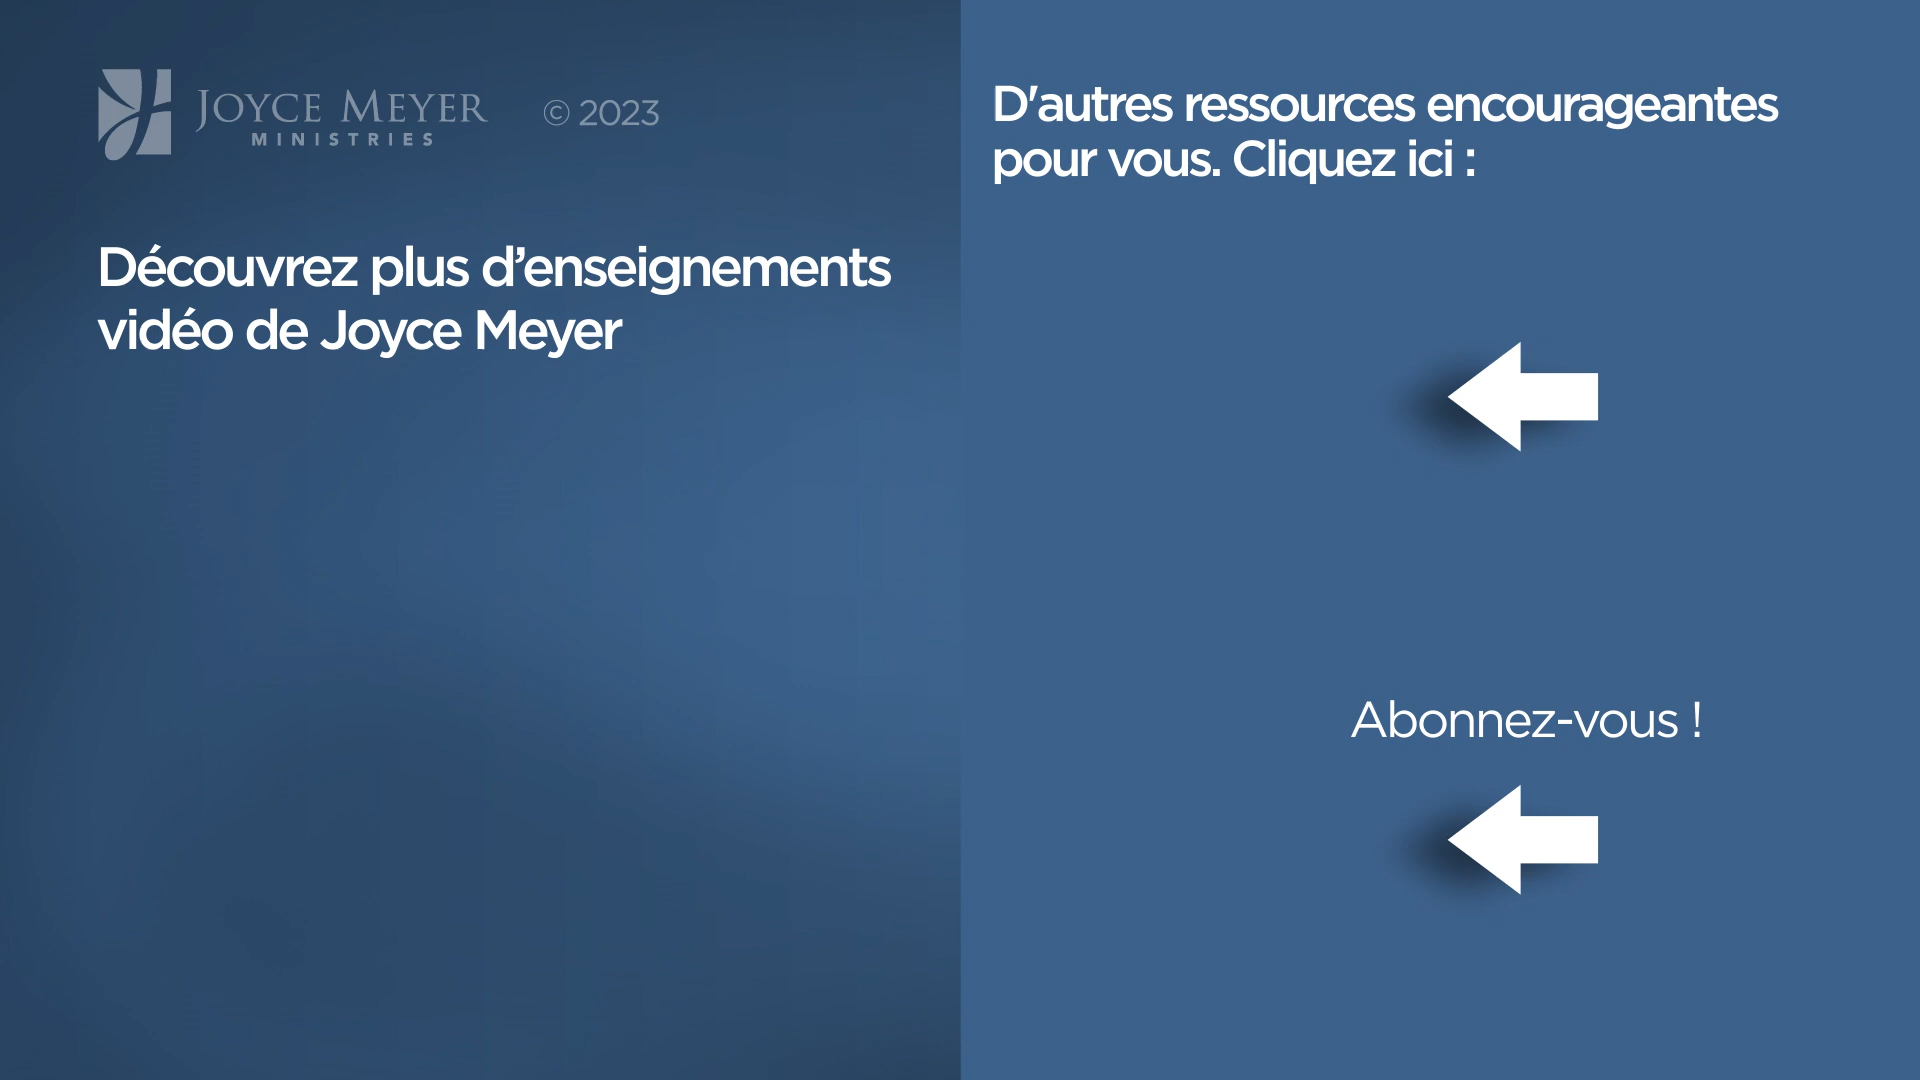 JOYCE MEYER
MINISTRIES
© 2023
Découvrez plus d’enseignements
vidéo de Joyce Meyer
D'autres ressources encourageantes
pour vous. Cliquez ici :
Abonnez-vous !